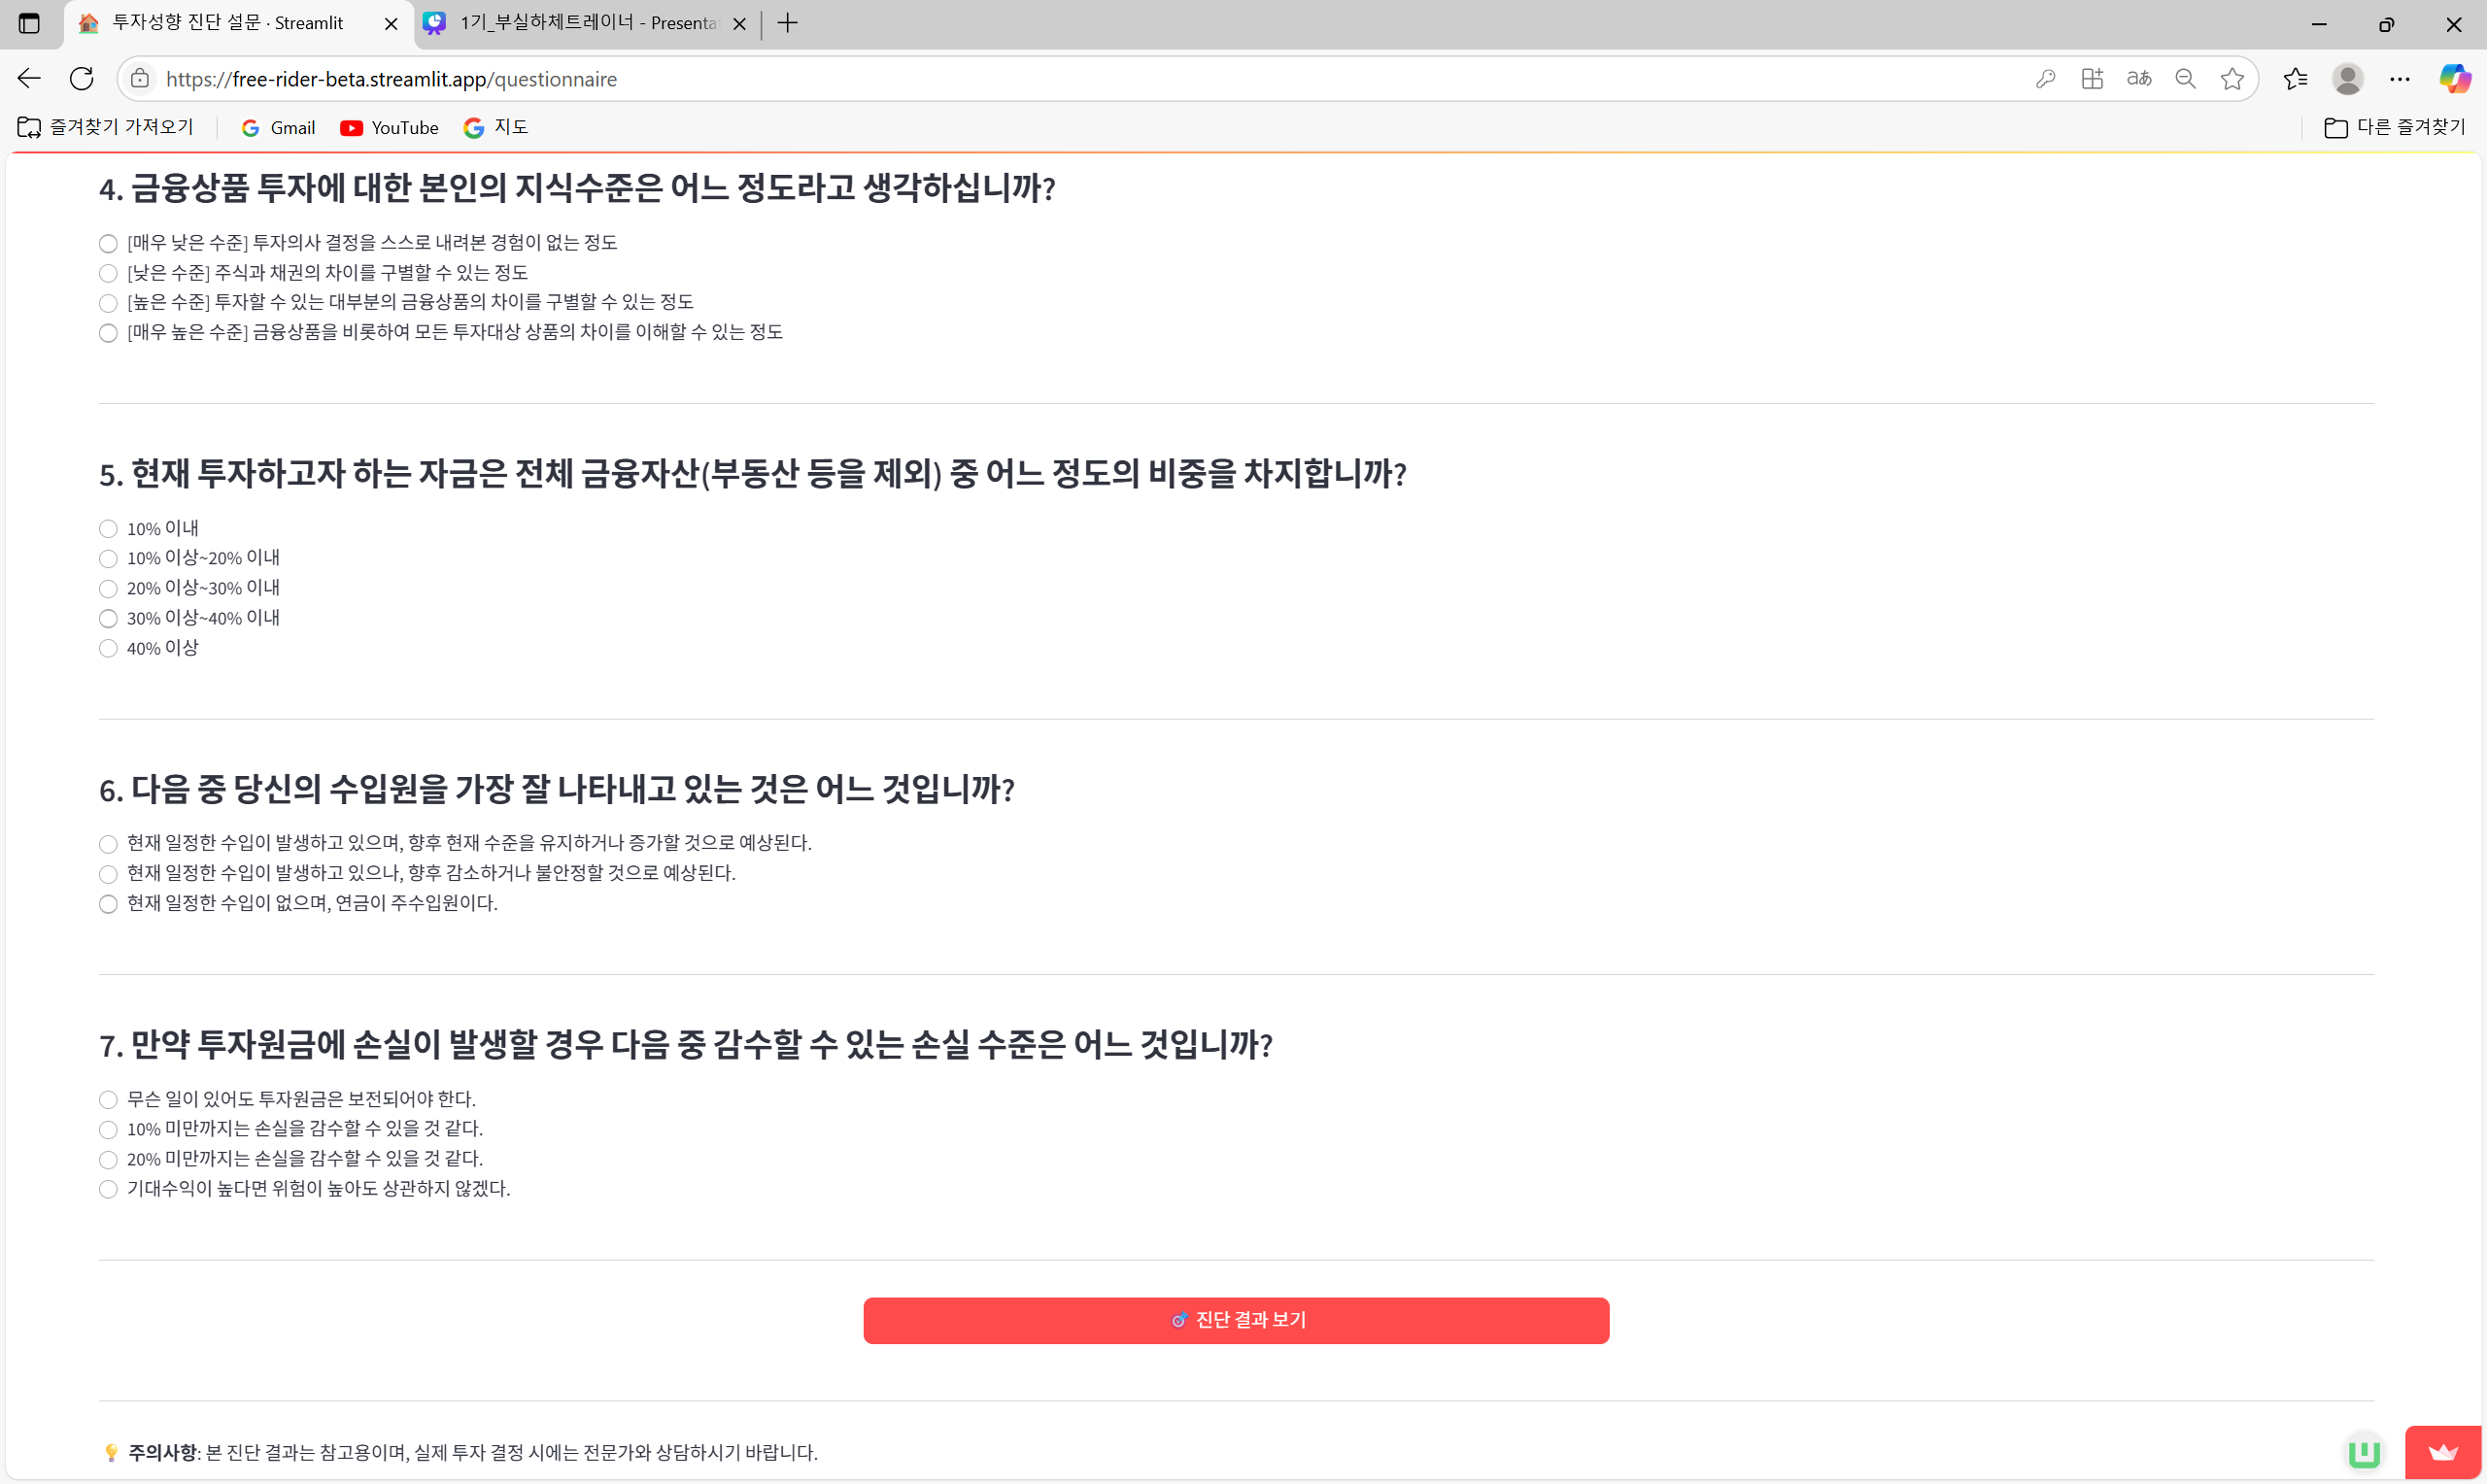 투자성향 진단 설문 · Streamlit
1기_부실하체트레이너 - Presenta
https://free-rider-beta.streamlit.app/questionnaire
즐겨찾기 가져오기
Gmail
YouTube
지도
다른 즐겨찾기
4. 금융상품 투자에 대한 본인의 지식수준은 어느 정도라고 생각하십니까?
[매우 낮은 수준] 투자의사 결정을 스스로 내려본 경험이 없는 정도
[낮은 수준] 주식과 채권의 차이를 구별할 수 있는 정도
[높은 수준] 투자할 수 있는 대부분의 금융상품의 차이를 구별할 수 있는 정도
[매우 높은 수준] 금융상품을 비롯하여 모든 투자대상 상품의 차이를 이해할 수 있는 정도
5. 현재 투자하고자 하는 자금은 전체 금융자산(부동산 등을 제외) 중 어느 정도의 비중을 차지합니까?
10% 이내
10% 이상~20% 이내
20% 이상~30% 이내
30% 이상~40% 이내
40% 이상
6. 다음 중 당신의 수입원을 가장 잘 나타내고 있는 것은 어느 것입니까?
현재 일정한 수입이 발생하고 있으며, 향후 현재 수준을 유지하거나 증가할 것으로 예상된다.
현재 일정한 수입이 발생하고 있으나, 향후 감소하거나 불안정할 것으로 예상된다.
현재 일정한 수입이 없으며, 연금이 주수입원이다.
7. 만약 투자원금에 손실이 발생할 경우 다음 중 감수할 수 있는 손실 수준은 어느 것입니까?
무슨 일이 있어도 투자원금은 보전되어야 한다.
10% 미만까지는 손실을 감수할 수 있을 것 같다.
20% 미만까지는 손실을 감수할 수 있을 것 같다.
기대수익이 높다면 위험이 높아도 상관하지 않겠다.
🎯 진단 결과 보기
💡 주의사항: 본 진단 결과는 참고용이며, 실제 투자 결정 시에는 전문가와 상담하시기 바랍니다.